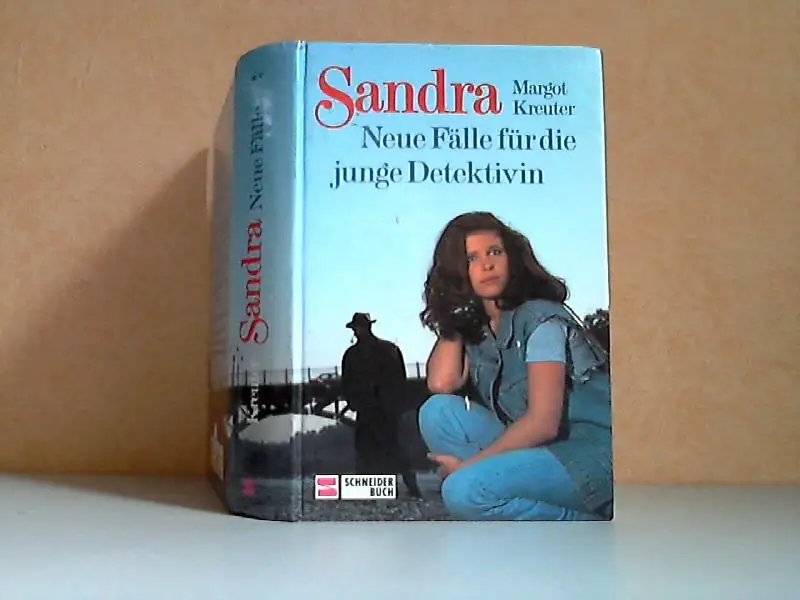 Sandra
Margot
Kreuter
Neue Fälle für die
junge Detektivin
SCHNEIDER
BUCH
Sandra Neue Fälle